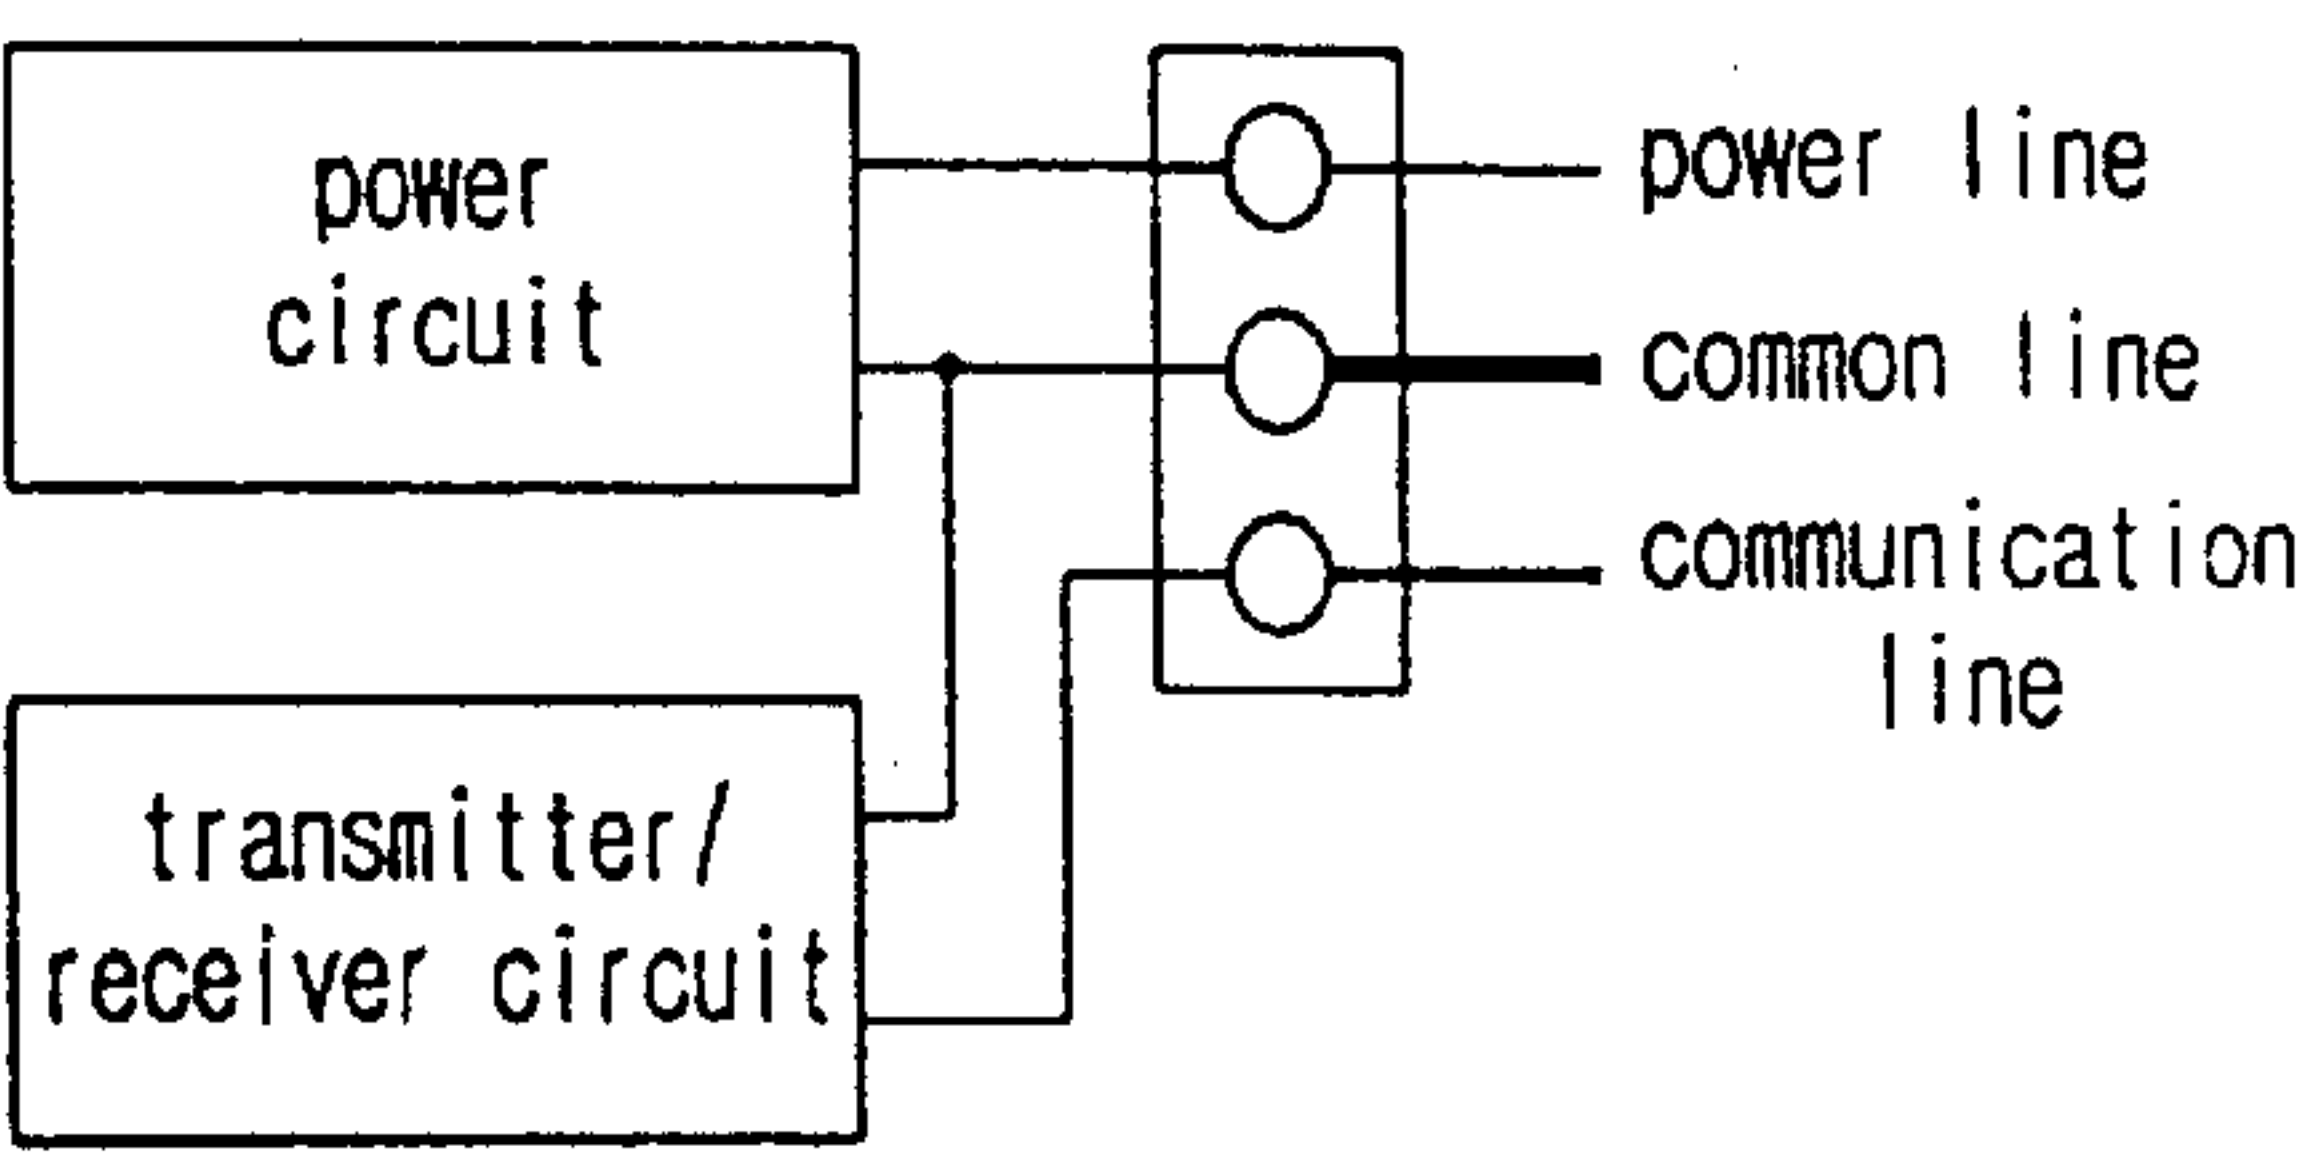 power
circuit
power line
common line
communication
line
transmitter/
receiver circuit